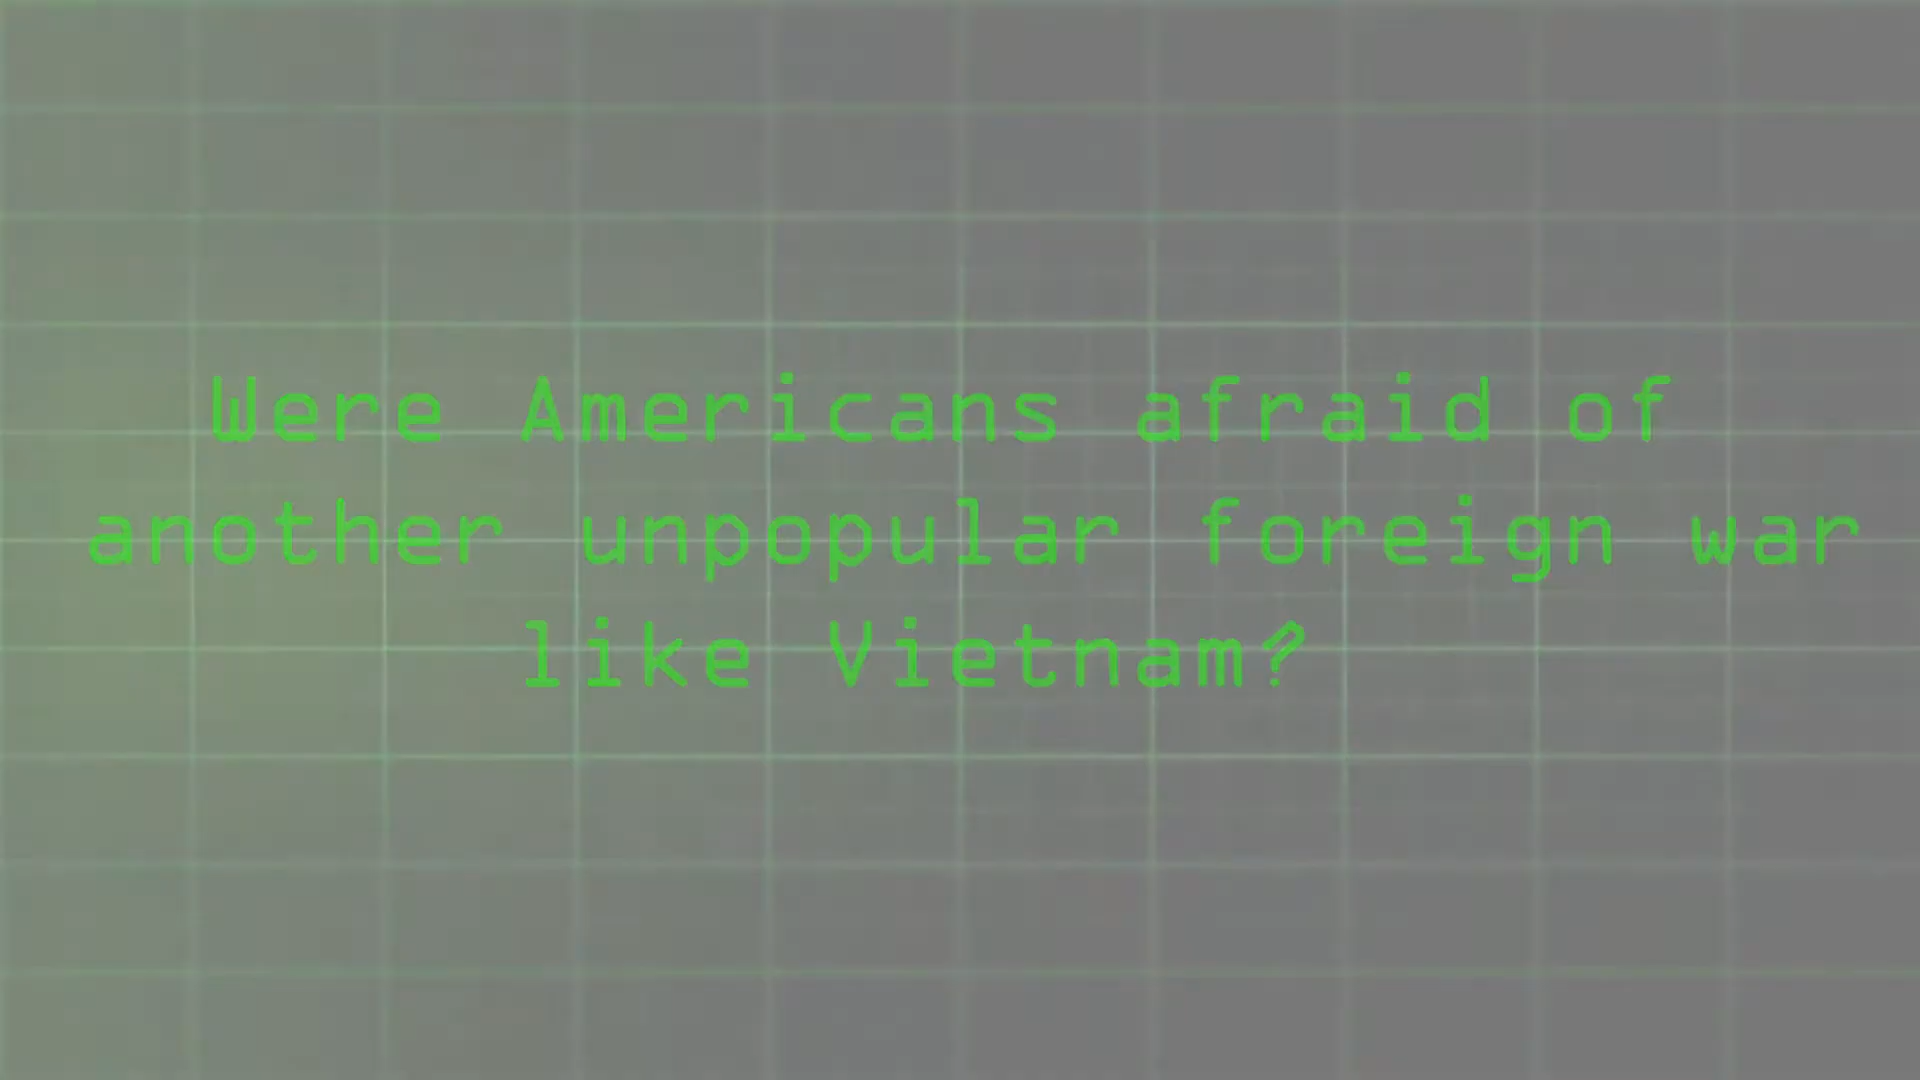 Were Americans afraid of
another unpopular foreign war
like Vietnam?